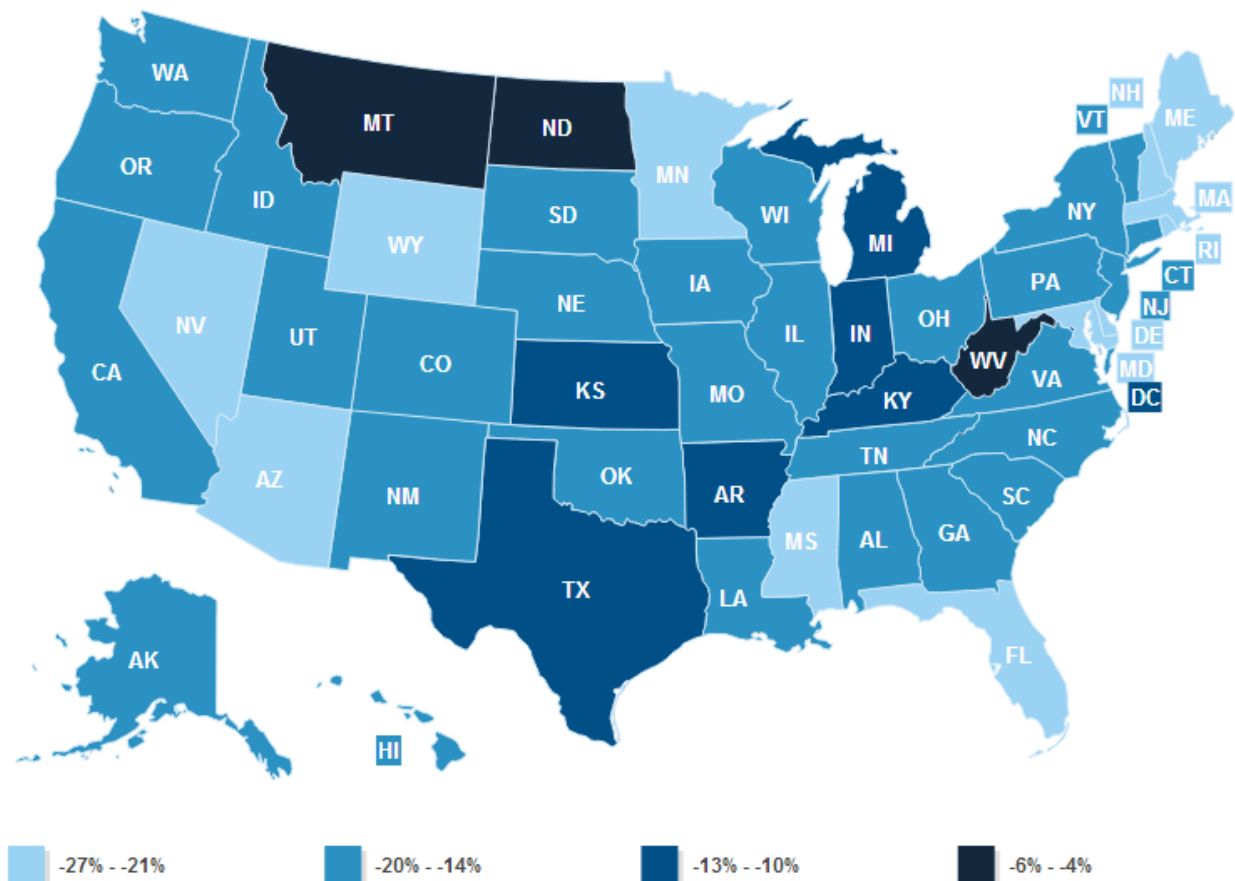 WA
NH
VT
ME
MT
ND
OR
MN
ID
SD
WI
NY
MA
WY
MI
RI
IA
PA
CT
NE
NJ
NV
UT
IL
IN
OH
DE
CO
WV
MD
CA
KS
MO
KY
VA
DC
NC
TN
AZ
NM
OK
AR
SC
MS
AL
GA
TX
LA
FL
AK
HI
-27% - -21%
-20% - -14%
-13% - -10%
-6% - -4%